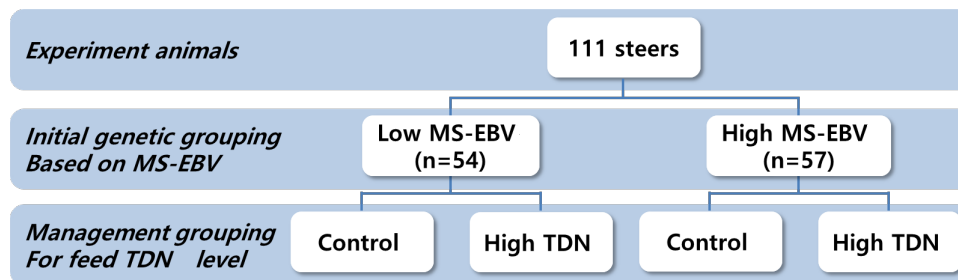 Experiment animals
111 steers
Initial genetic grouping
Based on MS-EBV
Low MS-EBV
(n=54)
High MS-EBV
(n=57)
Management grouping
For feed TDN level
Control
High TDN
Control
High TDN